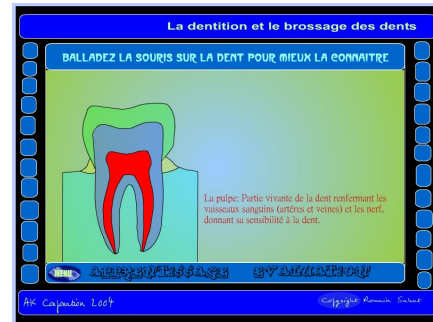 La dentition et le brossage des dents
BALLADEZ LA SOURIS SUR LA DENT POUR MIEUX LA CONNAITRE
La pulpe: Partie vivante de la dent renfermant les
vaisseaux sanguins (artères et veines) et les nerf,
donnant sa sensibilité à la dent.
MENU APPRENTISSAGE EVALUATION
AK Corporation 2004 Copyright Romain